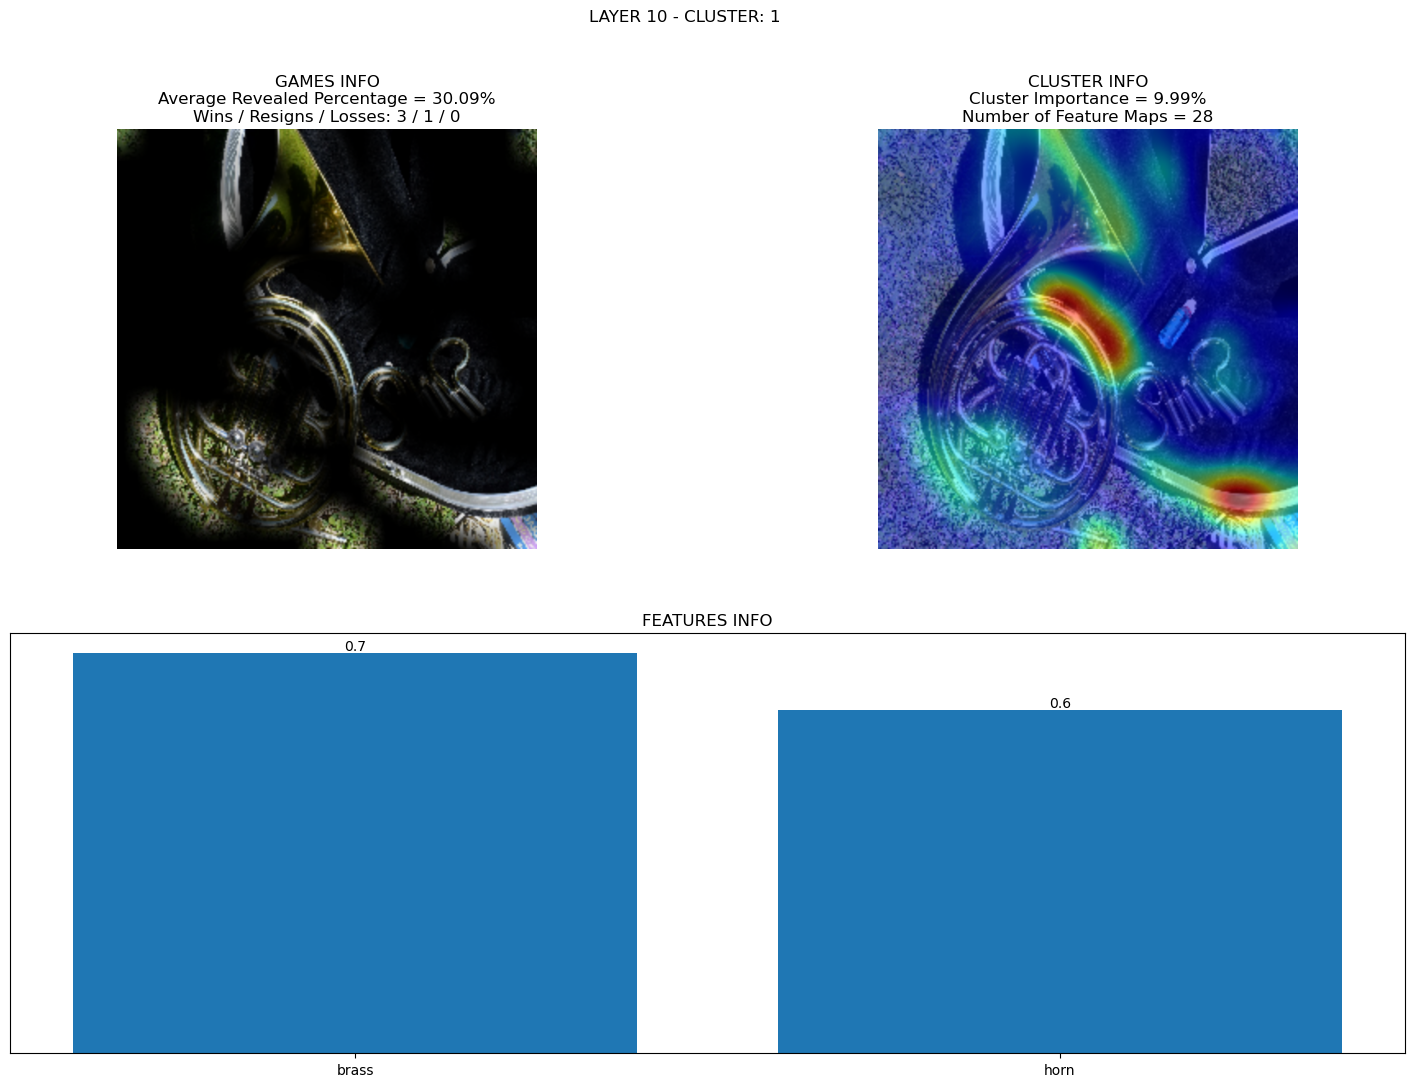 LAYER 10 - CLUSTER: 1
GAMES INFO
Average Revealed Percentage = 30.09%
Wins / Resigns / Losses: 3 / 1 / 0
CLUSTER INFO
Cluster Importance = 9.99%
Number of Feature Maps = 28
FEATURES INFO
0.7
0.6
brass
horn